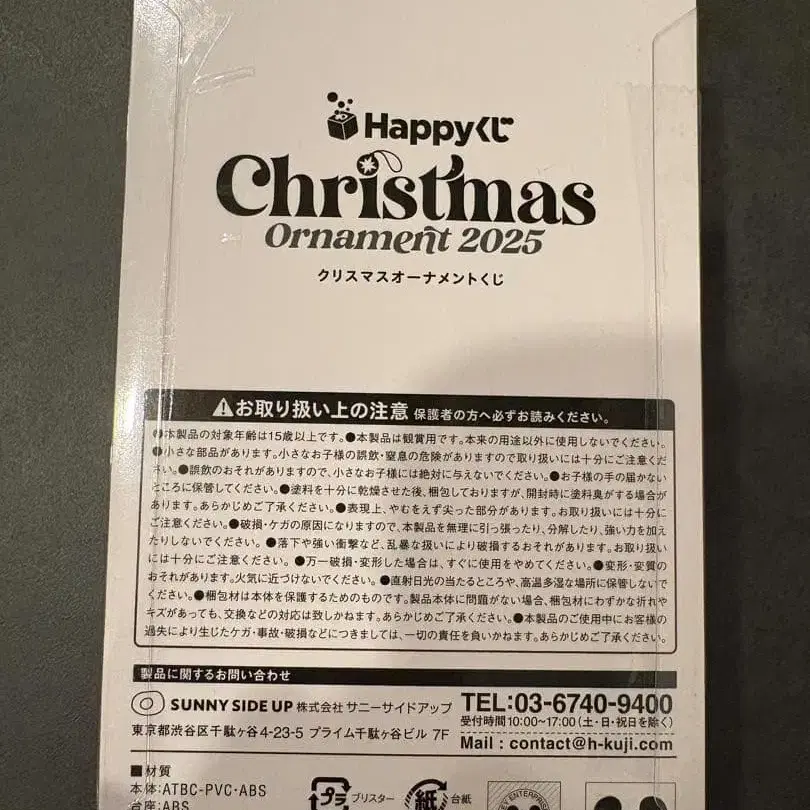 Happyくじ
Christmas
Ornament 2025
クリスマスオーナメントくじ
お取り扱い上の注意 保護者の方へ必ずお読みください。
●本製品の対象年齢は15歳以上です。●本製品は観賞用です。本来の用途以外に使用しないでください。
●小さな部品があります。小さなお子様の誤飲・窒息の危険がありますので取り扱いには十分にご注意くだ
さい。●誤飲のおそれがありますので、小さなお子様には絶対に与えないでください。●お子様の手の届かない
ところに保管してください。●塗料を十分に乾燥させた後、梱包しておりますが、開封時に塗料臭がする場合が
あります。あらかじめご了承ください。●表現上、やむをえず尖った部分があります。お取り扱いには十分に
ご注意ください。●破損・ケガの原因になりますので、本製品を無理に引っ張ったり、分解したり、強い力を加え
たりしないでください。●落下や強い衝撃など、乱暴な扱いにより破損するおそれがあります。お取り扱い
には十分ご注意ください。●万一破損・変形した場合は、すぐに使用をやめてください。●変形・変質の
おそれがあります。火気に近づけないでください。●直射日光の当たるところや、高温多湿な場所に保管しないで
ください。●梱包材は本体を保護するためのものです。製品本体に問題がない場合、梱包材にわずかな折れや
キズがあっても、交換などの対応は致しかねます。あらかじめご了承ください。●本製品のご使用中にお客様の
過失により生じたケガ・事故・破損などにつきましては、一切の責任を負いかねます。あらかじめご了承ください。
製品に関するお問い合わせ
SUNNY SIDE UP 株式会社 サニーサイドアップ
東京都渋谷区千駄ヶ谷4-23-5 プライム千駄ヶ谷ビル 7F
TEL:03-6740-9400
受付時間10:00~17:00(土・日・祝日を除く)
Mail : contact@h-kuji.com
■材質
本体:ATBC-PVC・ABS
台座:ABS
プラ ブリスター
紙 台紙
ENTERPRISE